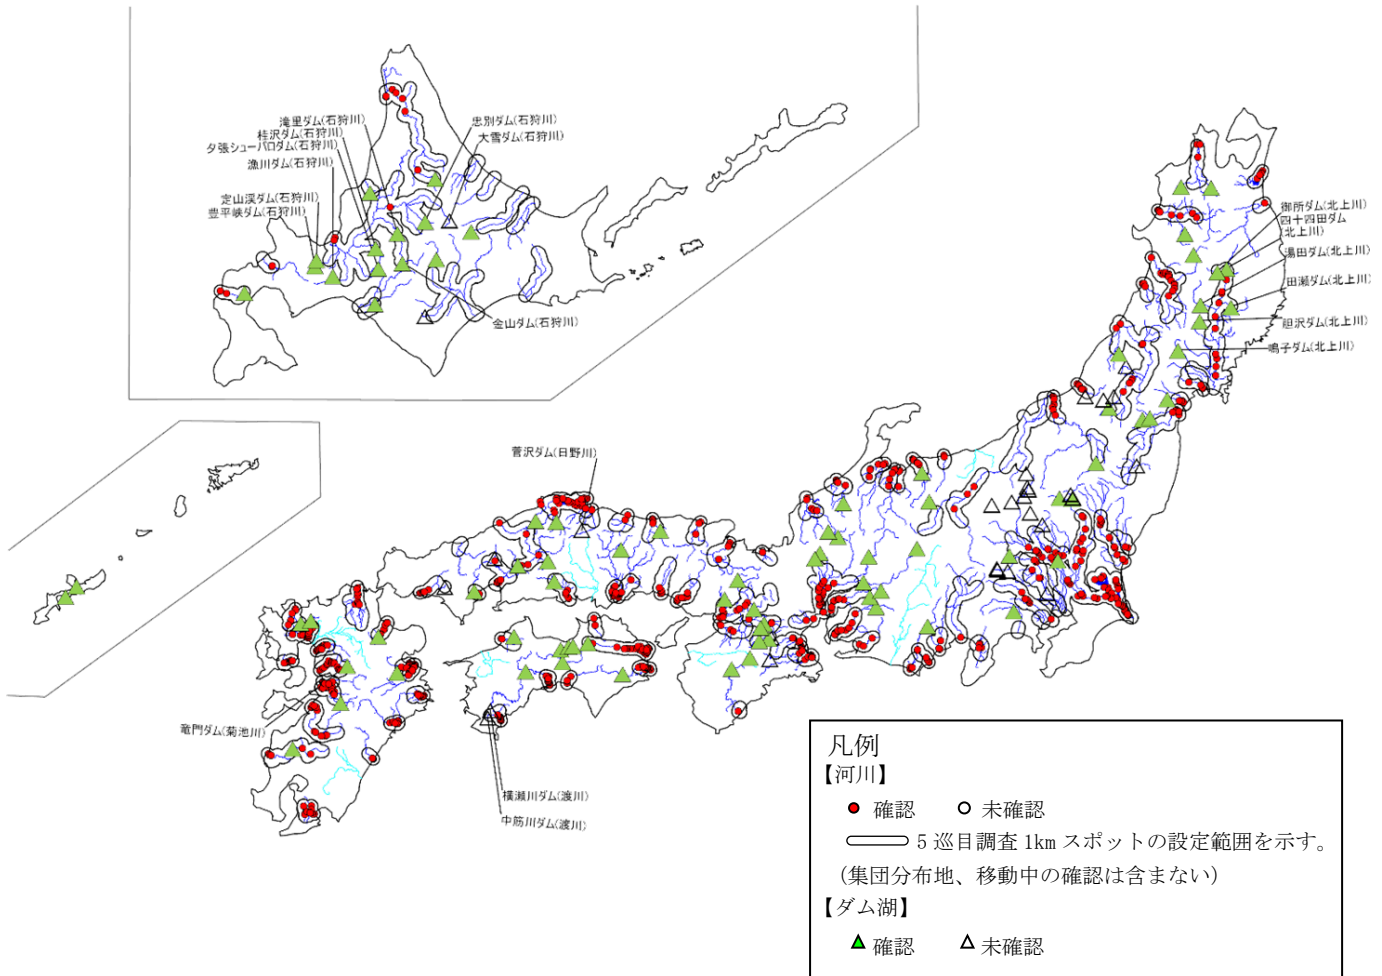 滝里ダム(石狩川)
桂沢ダム(石狩川)
夕張シューパロダム(石狩川)
漁川ダム(石狩川)
定山渓ダム(石狩川)
豊平峡ダム(石狩川)
忠別ダム(石狩川)
大雪ダム(石狩川)
金山ダム(石狩川)
御所ダム(北上川)
四十四田ダム
(北上川)
湯田ダム(北上川)
田瀬ダム(北上川)
胆沢ダム(北上川)
鳴子ダム(北上川)
菅沢ダム(日野川)
竜門ダム(菊池川)
横瀬川ダム(渡川)
中筋川ダム(渡川)
凡例
【河川】
確認 未確認
5 巡目調査 1km スポットの設定範囲を示す。
(集団分布地、移動中の確認は含まない)
【ダム湖】
確認 未確認